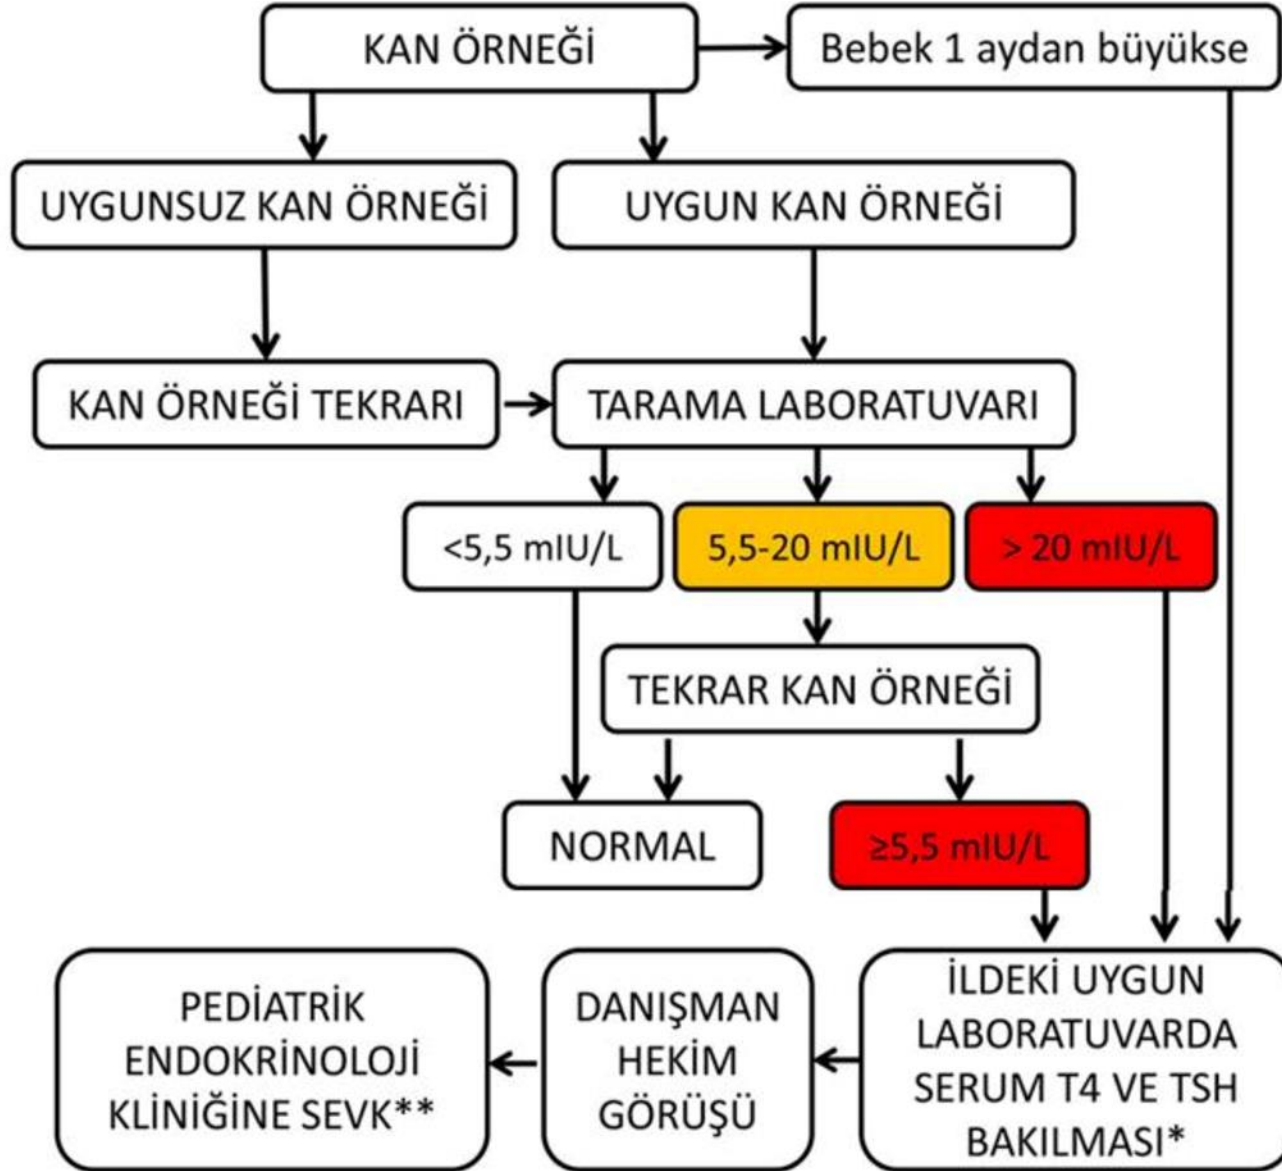 KAN ÖRNEĞİ
Bebek 1 aydan büyükse
UYGUNSUZ KAN ÖRNEĞİ
UYGUN KAN ÖRNEĞİ
KAN ÖRNEĞİ TEKRARI
TARAMA LABORATUVARI
<5,5 mIU/L
5,5-20 mIU/L
> 20 mIU/L
TEKRAR KAN ÖRNEĞİ
NORMAL
≥5,5 mIU/L
PEDİATRİK
ENDOKRİNOLOJİ
KLİNİĞİNE SEVK**
DANIŞMAN
HEKİM
GÖRÜŞÜ
İLDEKİ UYGUN
LABORATUVARDA
SERUM T4 VE TSH
BAKILMASI*